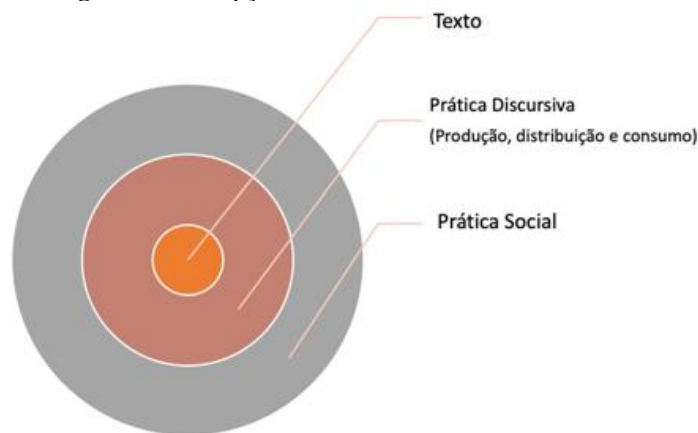 Texto
Prática Discursiva
(Produção, distribuição e consumo)
Prática Social